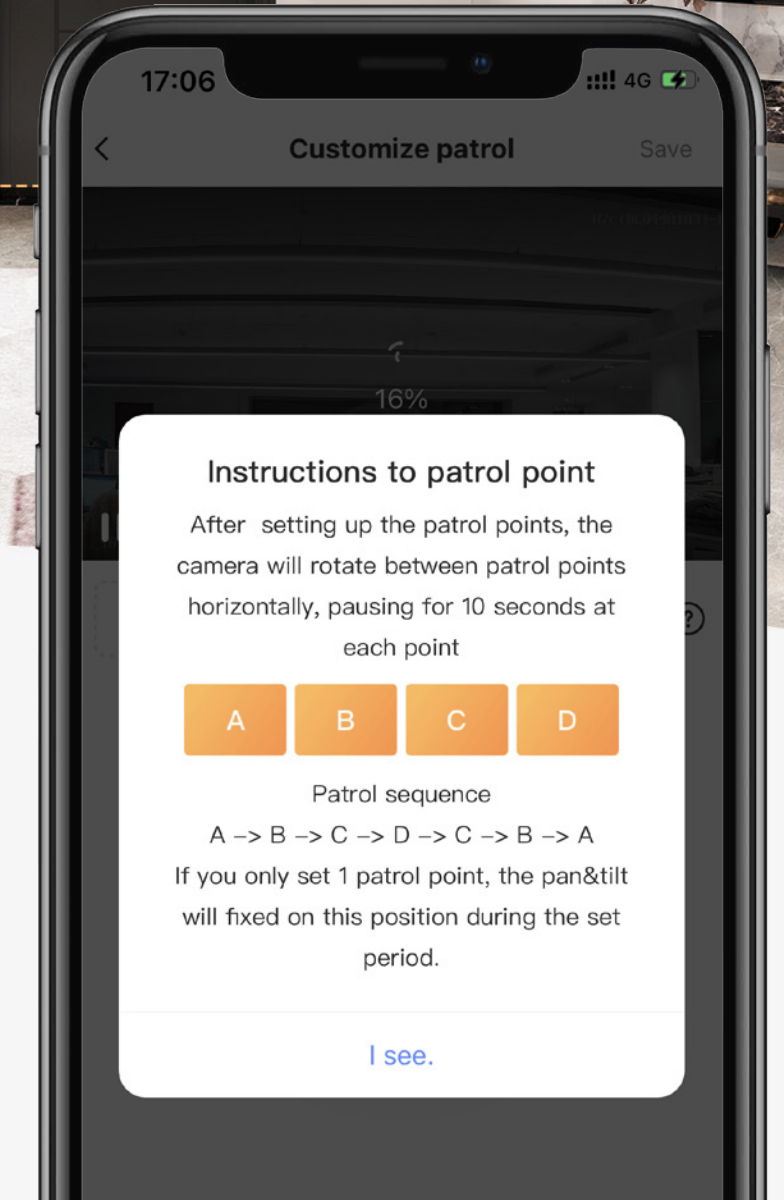 17:06
4G
Customize patrol
Save
16%
Instructions to patrol point
After setting up the patrol points, the
camera will rotate between patrol points
horizontally, pausing for 10 seconds at
each point
?
A B C D
Patrol sequence
A –> B –> C –> D –> C –> B –> A
If you only set 1 patrol point, the pan&tilt
will fixed on this position during the set
period.
I see.